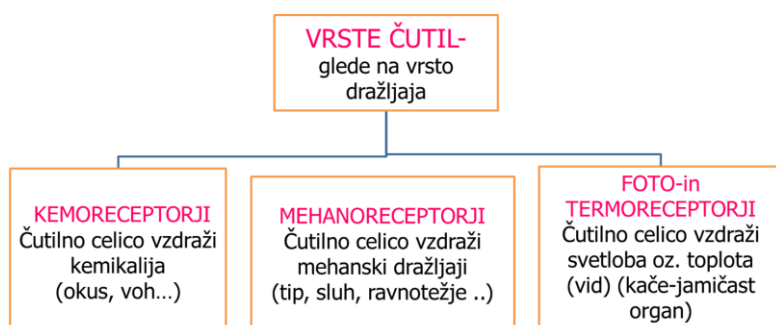 VRSTE ČUTIL-
glede na vrsto
dražljaja
KEMORECEPTORJI
Čutilno celico vzdraži
kemikalija
(okus, voh...)
MEHANORECEPTORJI
Čutilno celico vzdraži
mehanski dražljaji
(tip, sluh, ravnotežje ..)
FOTO-in
TERMORECEPTORJI
Čutilno celico vzdraži
svetloba oz. toplota
(vid) (kače-jamičast
organ)